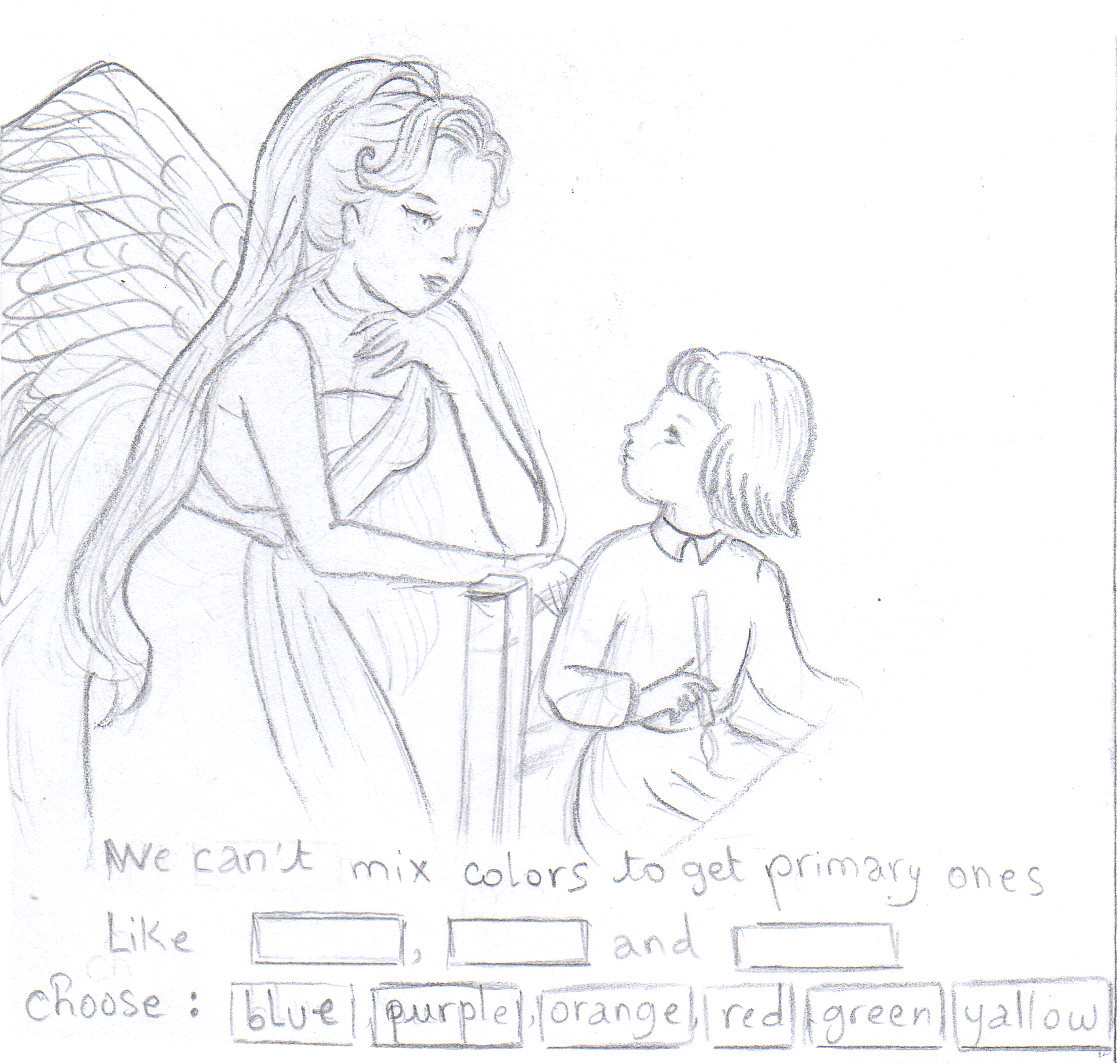 We can't mix colors to get primary ones
Like , and
choose : blue, purple, orange, red, green, yallow